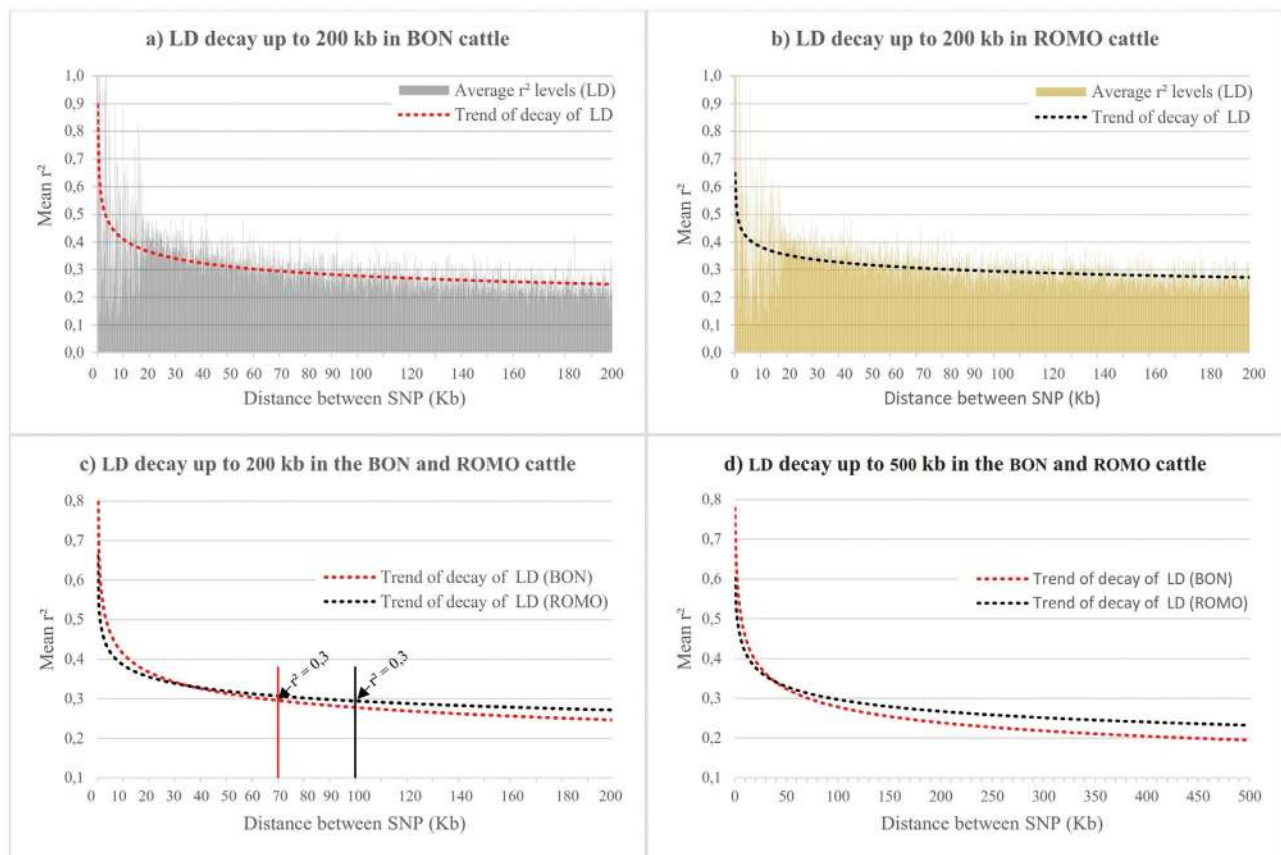 a) LD decay up to 200 kb in BON cattle
Mean r²
1,0
0,9
0,8
0,7
0,6
0,5
0,4
0,3
0,2
0,1
0,0
Average r² levels (LD)
Trend of decay of LD
0 10 20 30 40 50 60 70 80 90 100 120 140 160 180 200
Distance between SNP (Kb)
b) LD decay up to 200 kb in ROMO cattle
Mean r²
1,0
0,9
0,8
0,7
0,6
0,5
0,4
0,3
0,2
0,1
0,0
Average r² levels (LD)
Trend of decay of LD
0 10 20 30 40 50 60 70 80 90 100 120 140 160 180 200
Distance between SNP (Kb)
c) LD decay up to 200 kb in the BON and ROMO cattle
Mean r²
0,8
0,7
0,6
0,5
0,4
0,3
0,2
0,1
Trend of decay of LD (BON)
Trend of decay of LD (ROMO)
r² = 0,3
r² = 0,3
0 10 20 30 40 50 60 70 80 90 100 120 140 160 180 200
Distance between SNP (Kb)
d) LD decay up to 500 kb in the BON and ROMO cattle
Mean r²
0,8
0,7
0,6
0,5
0,4
0,3
0,2
0,1
Trend of decay of LD (BON)
Trend of decay of LD (ROMO)
0 50 100 150 200 250 300 350 400 450 500
Distance between SNP (Kb)